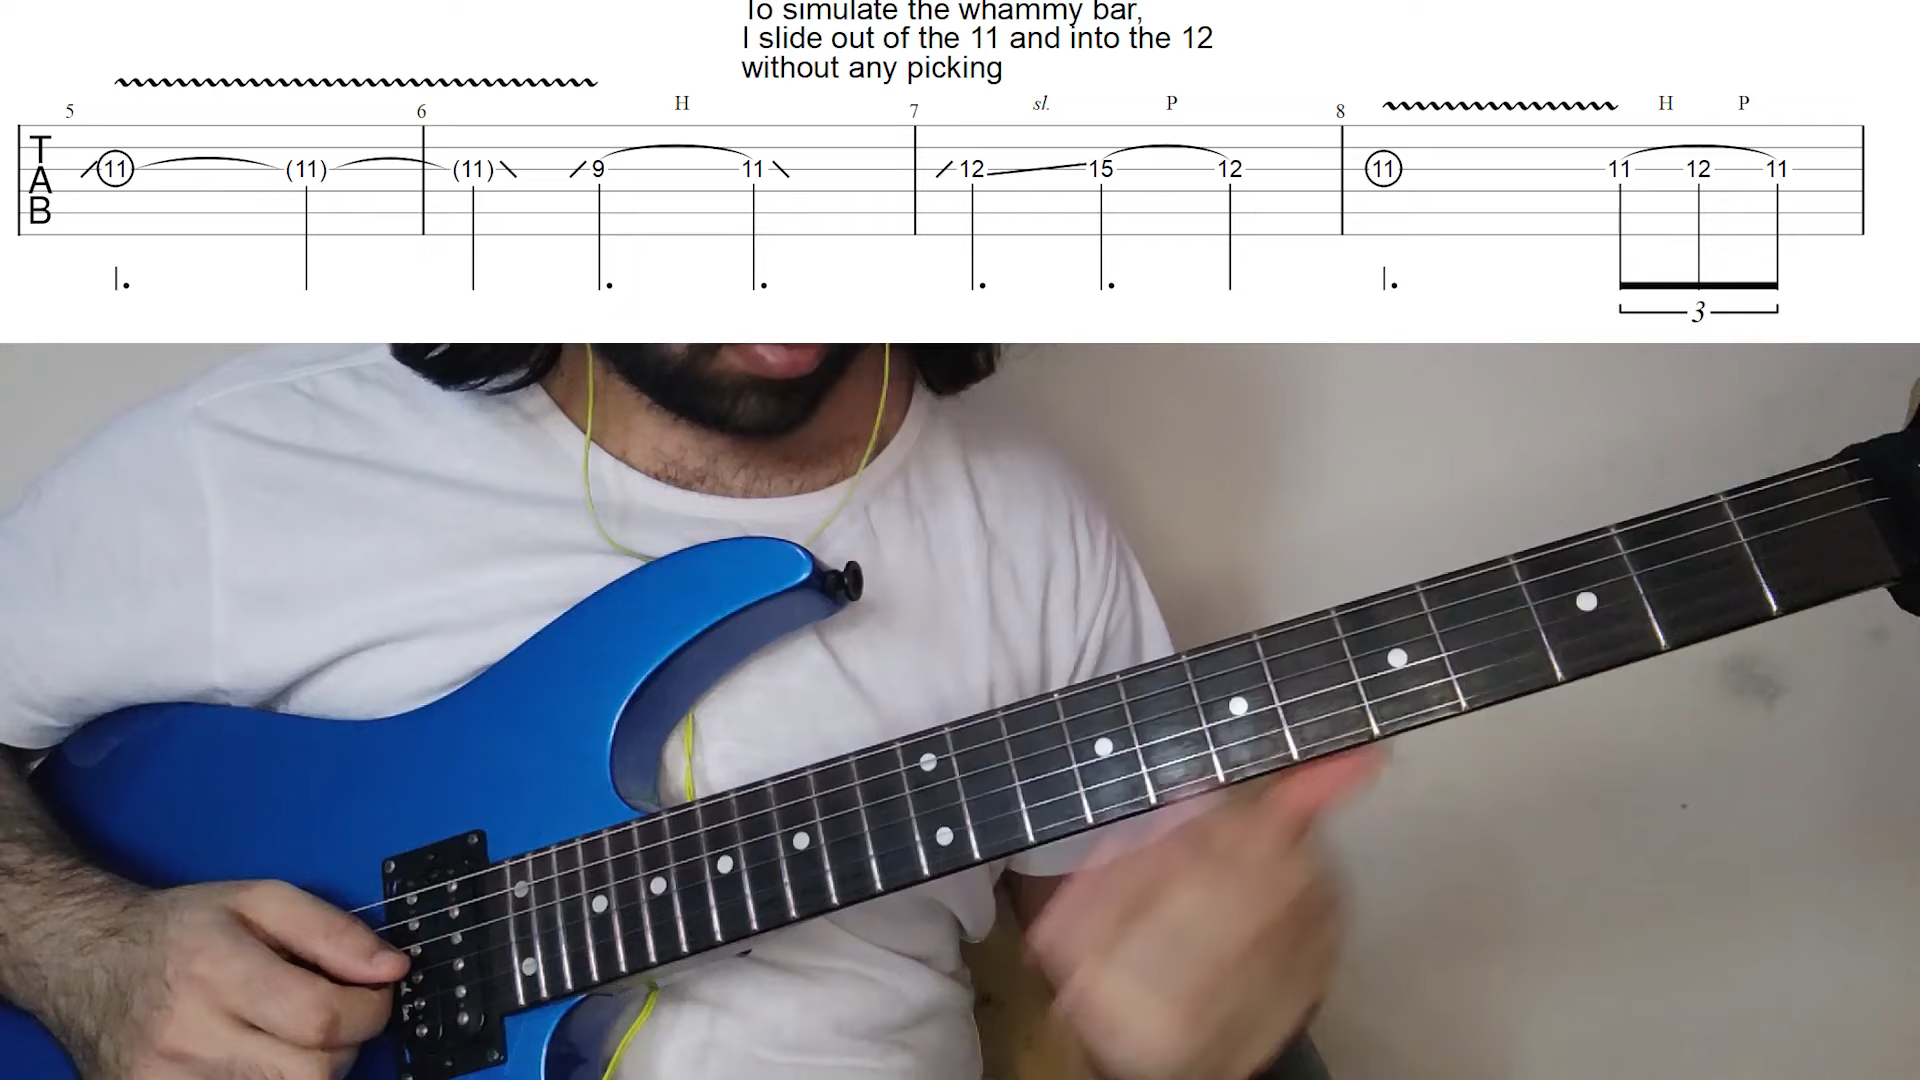 To simulate the whammy bar,
I slide out of the 11 and into the 12
without any picking
5 6 H 7 sl. P 8 H P
T
A
B
11 (11) (11) 9 11 12 15 12 11 11 12 11
3